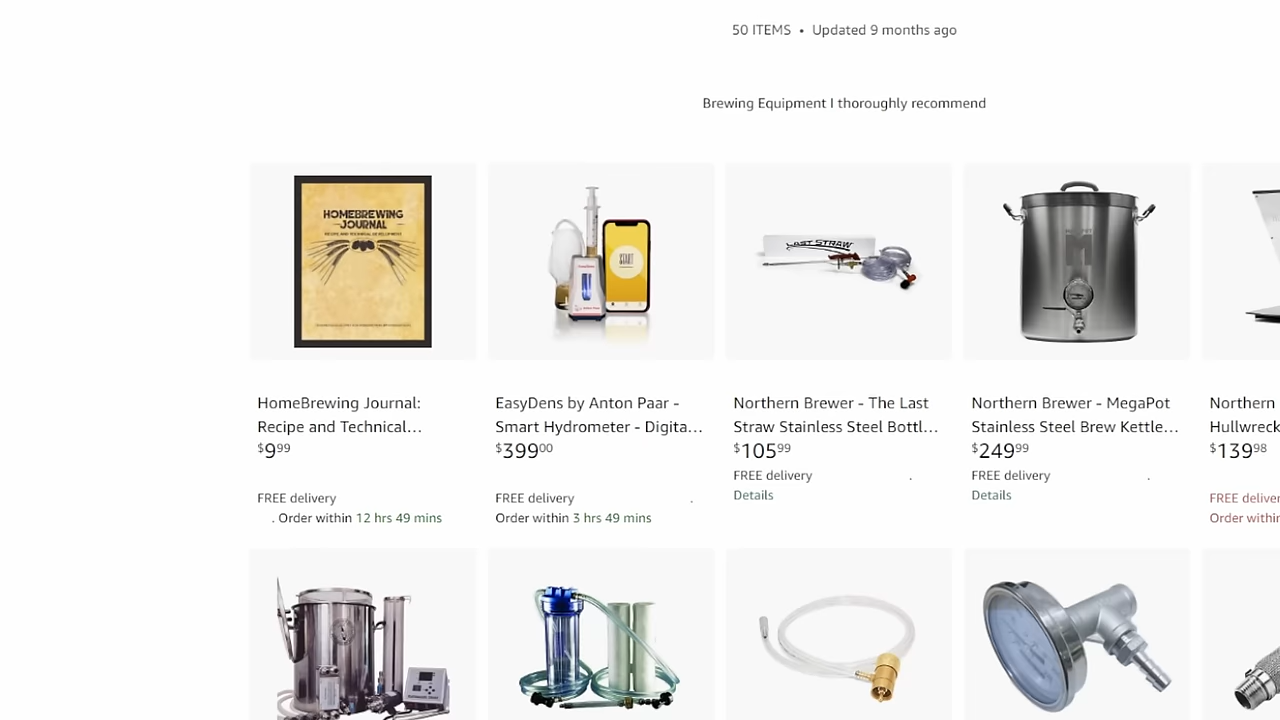 50 ITEMS • Updated 9 months ago
Brewing Equipment I thoroughly recommend
HOMEBREWING
JOURNAL
START
LAST STRAW
HomeBrewing Journal:
Recipe and Technical...
$9.99
FREE delivery
. Order within 12 hrs 49 mins
EasyDens by Anton Paar -
Smart Hydrometer - Digita...
$399.00
FREE delivery .
Order within 3 hrs 49 mins
Northern Brewer - The Last
Straw Stainless Steel Bottl...
$105.99
FREE delivery .
Details
Northern Brewer - MegaPot
Stainless Steel Brew Kettle...
$249.99
FREE delivery .
Details
Northern
Hullwreck
$139.98
FREE deliver
Order within